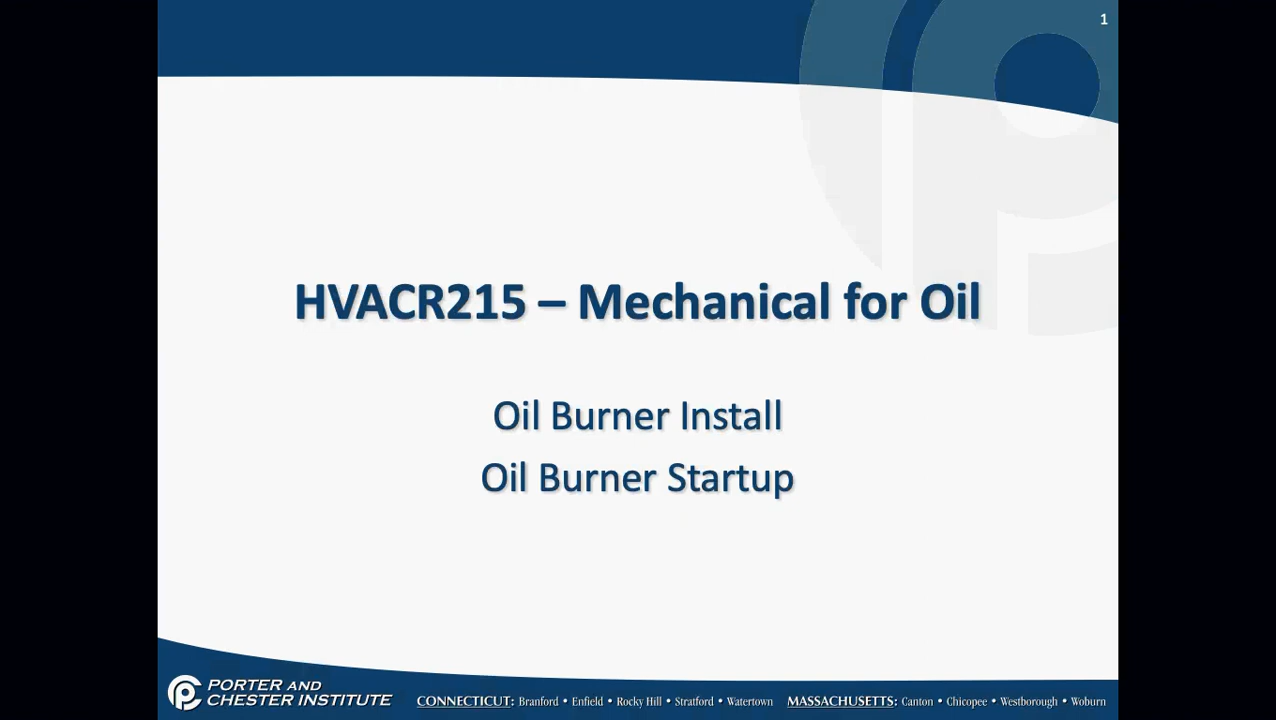 1
HVACR215 – Mechanical for Oil
Oil Burner Install
Oil Burner Startup
PORTER AND
CHESTER INSTITUTE
CONNECTICUT: Branford • Enfield • Rocky Hill • Stratford • Watertown MASSACHUSETTS: Canton • Chicopee • Westborough • Woburn